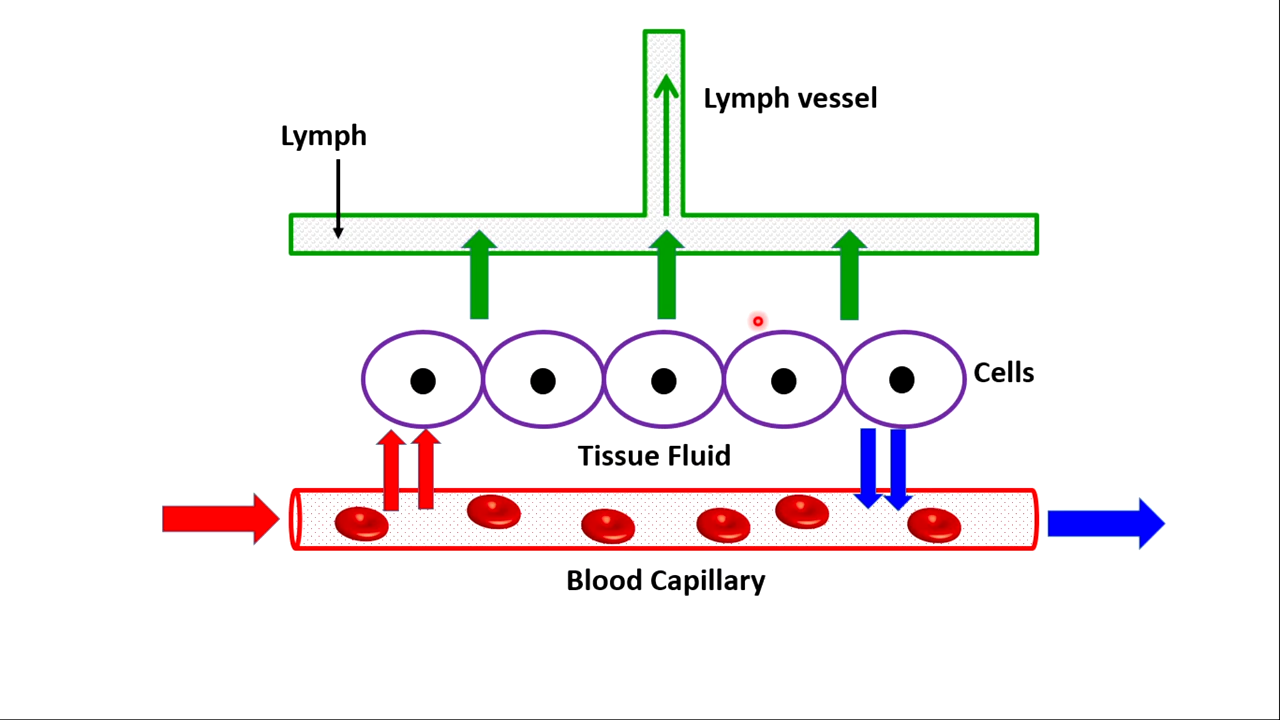 Lymph vessel
Lymph
Cells
Tissue Fluid
Blood Capillary